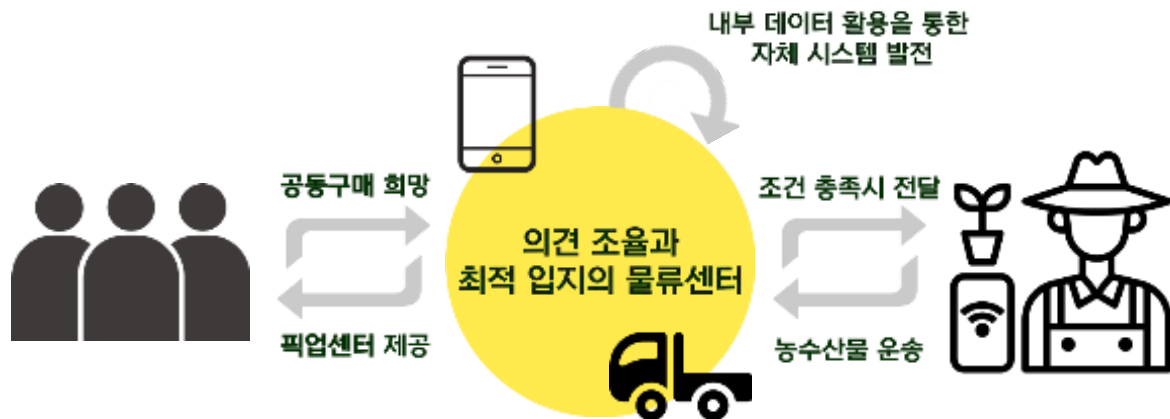 내부 데이터 활용을 통한
자체 시스템 발전
공동구매 희망
조건 충족시 전달
의견 조율과
최적 입지의 물류센터
픽업센터 제공
농수산물 운송